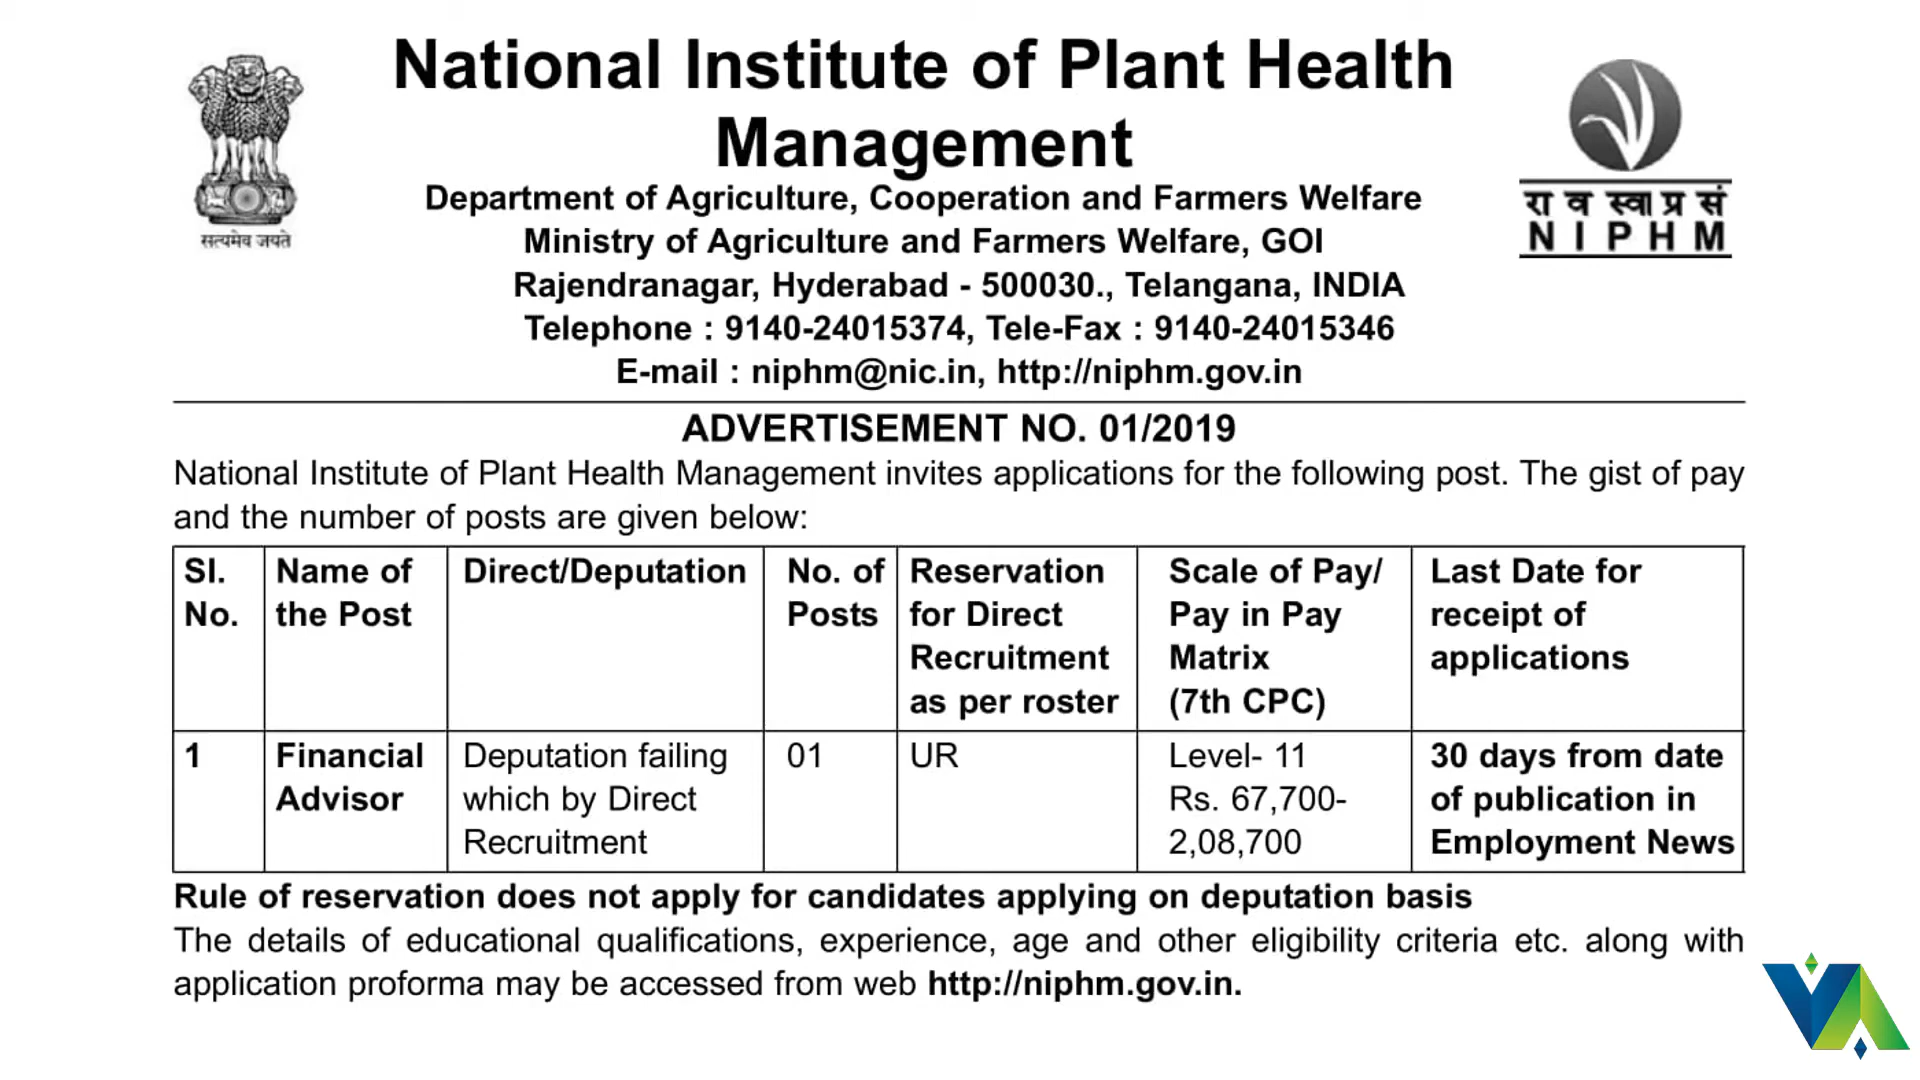 National Institute of Plant Health
Management
Department of Agriculture, Cooperation and Farmers Welfare
Ministry of Agriculture and Farmers Welfare, GOI
Rajendranagar, Hyderabad - 500030., Telangana, INDIA
Telephone : 9140-24015374, Tele-Fax : 9140-24015346
E-mail : niphm@nic.in, http://niphm.gov.in
सत्यमेव जयते
रा व स्वा प्र सं
NIPHM
ADVERTISEMENT NO. 01/2019
National Institute of Plant Health Management invites applications for the following post. The gist of pay
and the number of posts are given below:
Sl. No. Name of the Post Direct/Deputation No. of Posts Reservation for Direct Recruitment as per roster Scale of Pay/ Pay in Pay Matrix (7th CPC) Last Date for receipt of applications
1 Financial Advisor Deputation failing which by Direct Recruitment 01 UR Level- 11 Rs. 67,700-2,08,700 30 days from date of publication in Employment News
Rule of reservation does not apply for candidates applying on deputation basis
The details of educational qualifications, experience, age and other eligibility criteria etc. along with
application proforma may be accessed from web http://niphm.gov.in.